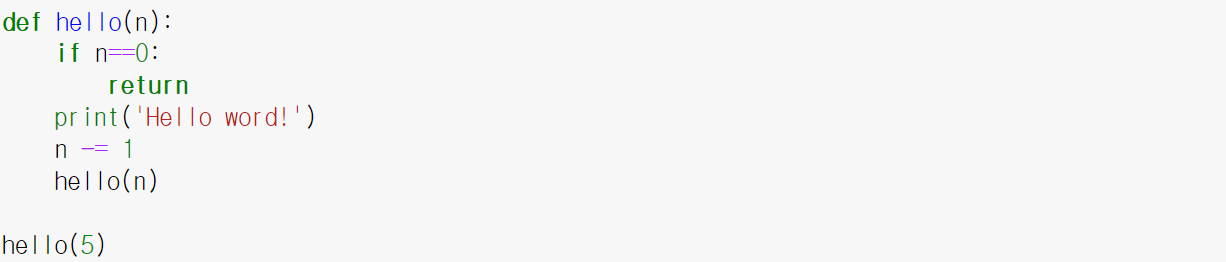 def hello(n):
    if n==0:
        return
    print('Hello word!')
    n -= 1
    hello(n)

hello(5)